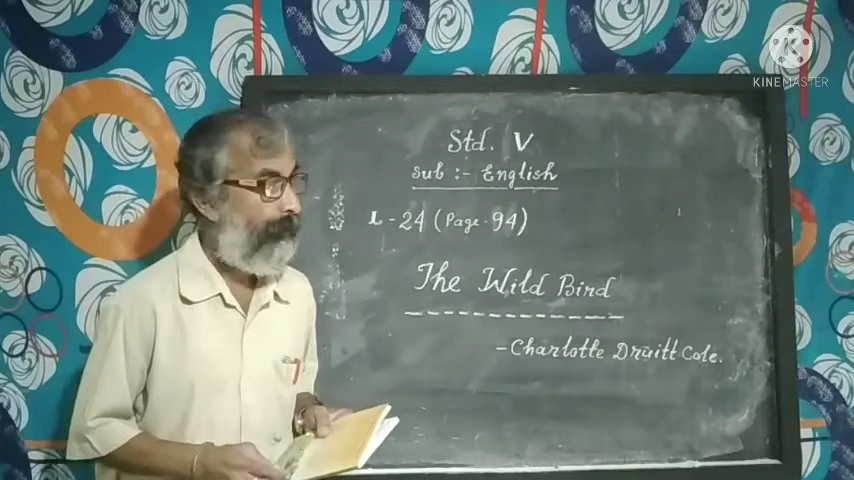 KINEMASTER
Std. V
Sub :- English
L - 24 (Page - 94)
The Wild Bird
- Charlotte Druitt Cole.